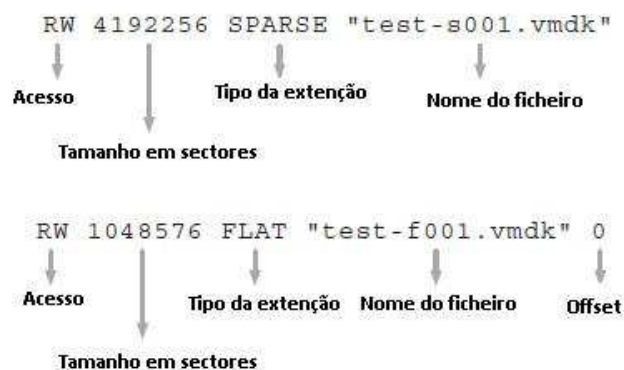 RW 4192256 SPARSE "test-s001.vmdk"
Acesso
Tipo da extenção
Nome do ficheiro
Tamanho em sectores
RW 1048576 FLAT "test-f001.vmdk" 0
Acesso
Tipo da extenção
Nome do ficheiro
Offset
Tamanho em sectores